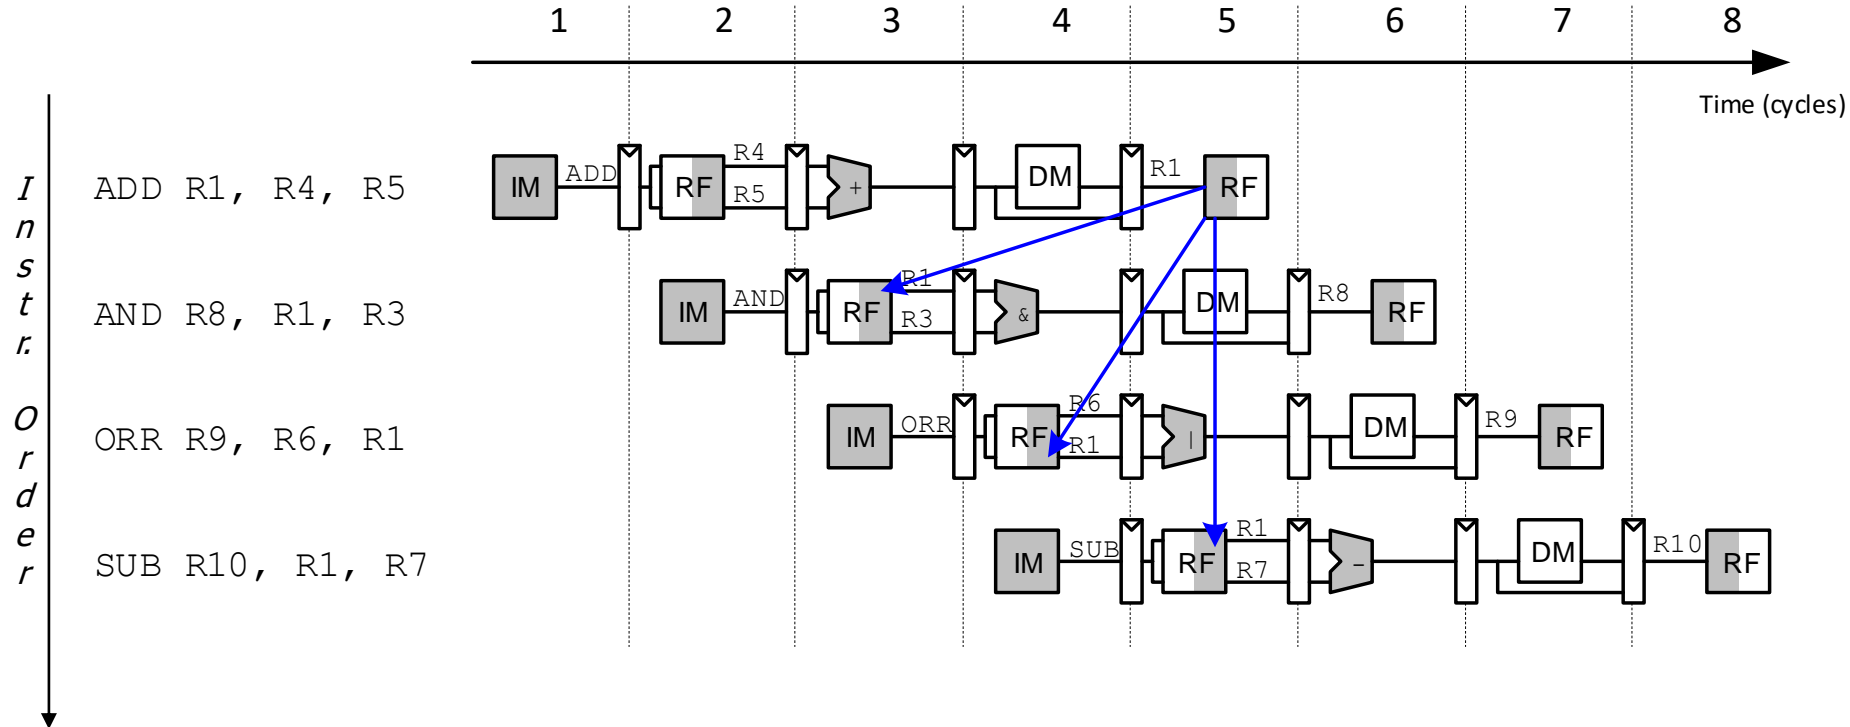 1 2 3 4 5 6 7 8
Time (cycles)
Instr. Order
ADD R1, R4, R5
IM ADD RF R4 R5 + DM R1 RF
AND R8, R1, R3
IM AND RF R1 R3 & DM R8 RF
ORR R9, R6, R1
IM ORR RF R6 R1 | DM R9 RF
SUB R10, R1, R7
IM SUB RF R1 R7 - DM R10 RF